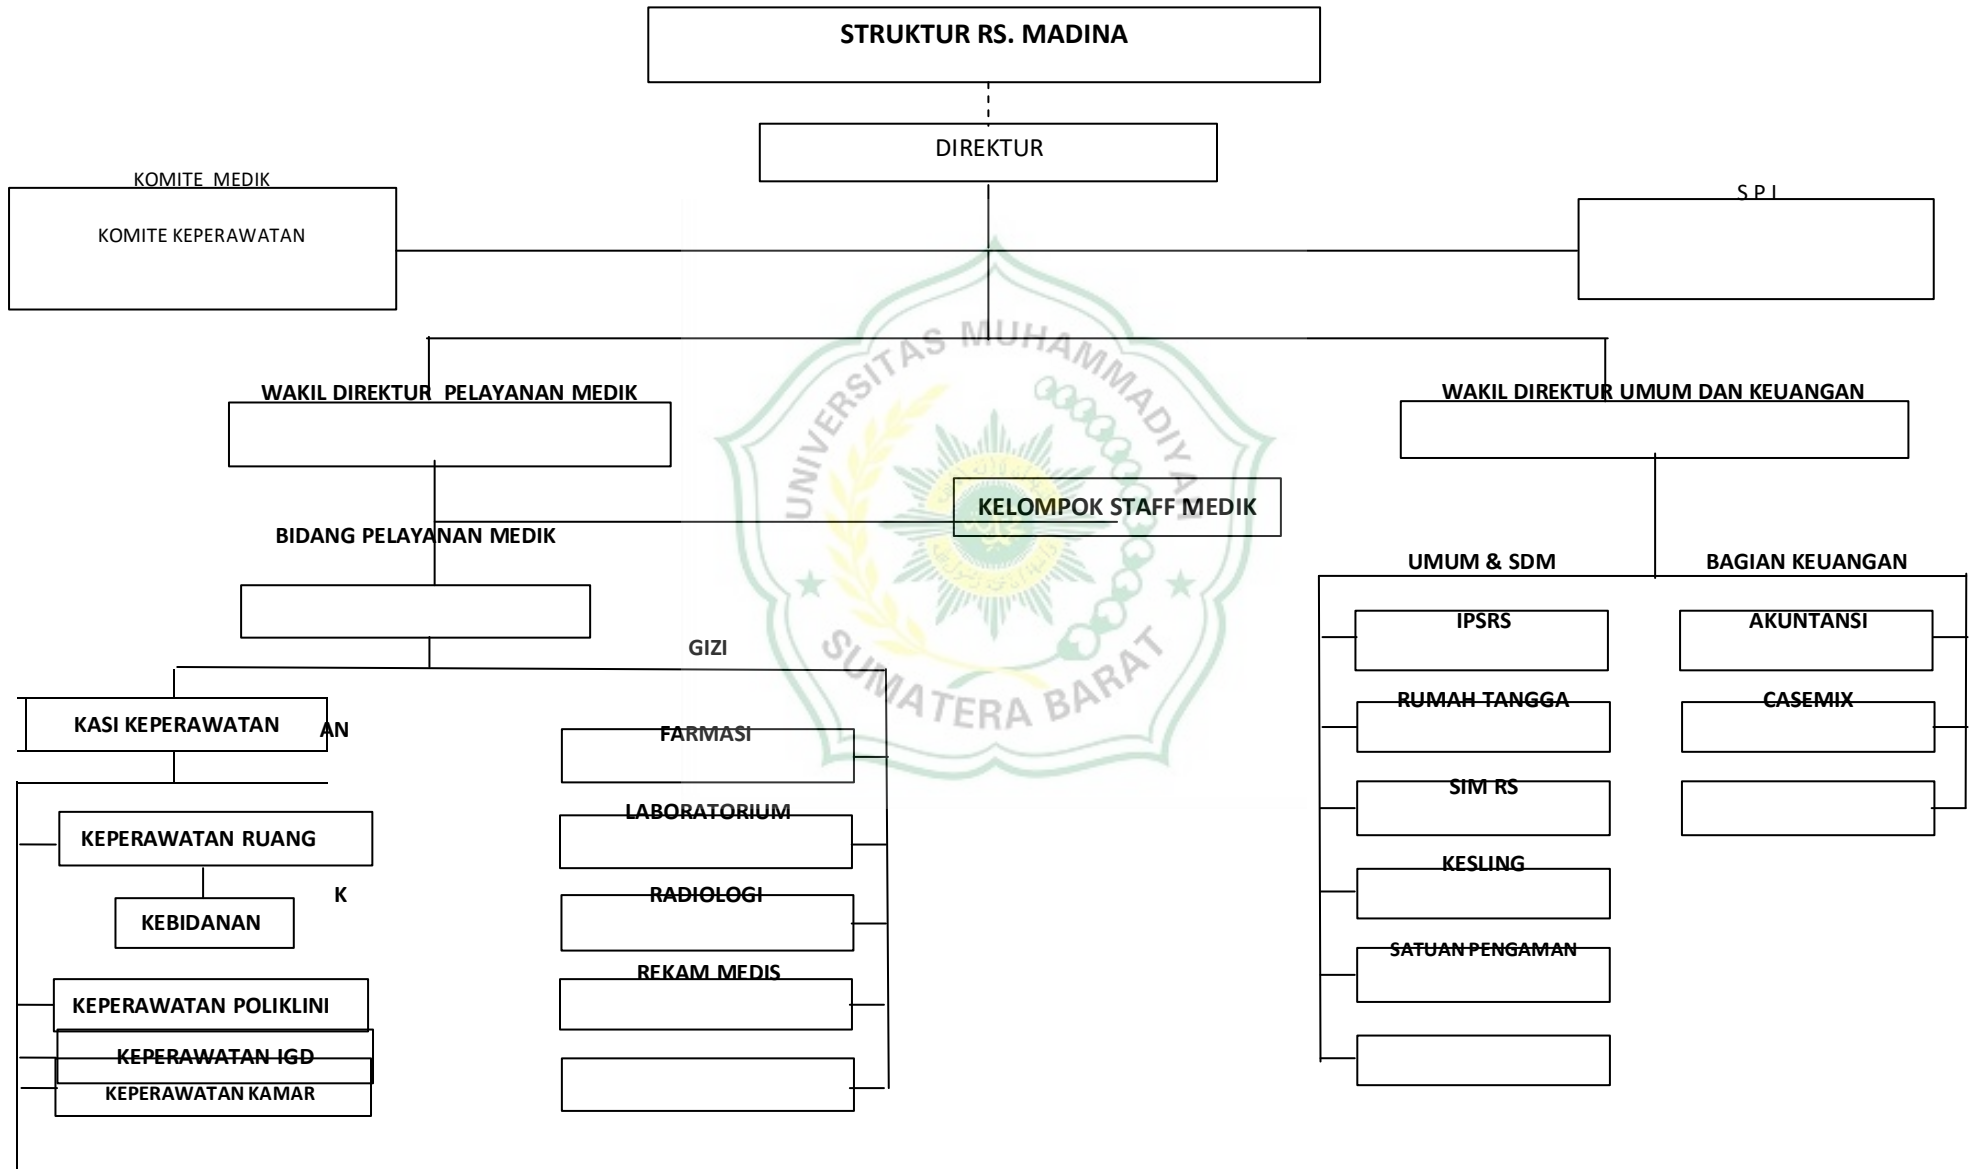 STRUKTUR RS. MADINA
DIREKTUR
KOMITE MEDIK
KOMITE KEPERAWATAN
S P I
WAKIL DIREKTUR PELAYANAN MEDIK
WAKIL DIREKTUR UMUM DAN KEUANGAN
KELOMPOK STAFF MEDIK
BIDANG PELAYANAN MEDIK
UMUM & SDM
BAGIAN KEUANGAN
GIZI
KASI KEPERAWATAN
AN
KEPERAWATAN RUANG
K
KEBIDANAN
KEPERAWATAN POLIKLINI
KEPERAWATAN IGD
KEPERAWATAN KAMAR
FARMASI
LABORATORIUM
RADIOLOGI
REKAM MEDIS
IPSRS
RUMAH TANGGA
SIM RS
KESLING
SATUAN PENGAMAN
AKUNTANSI
CASEMIX
UNIVERSITAS MUHAMMADIYAH
SUMATERA BARAT